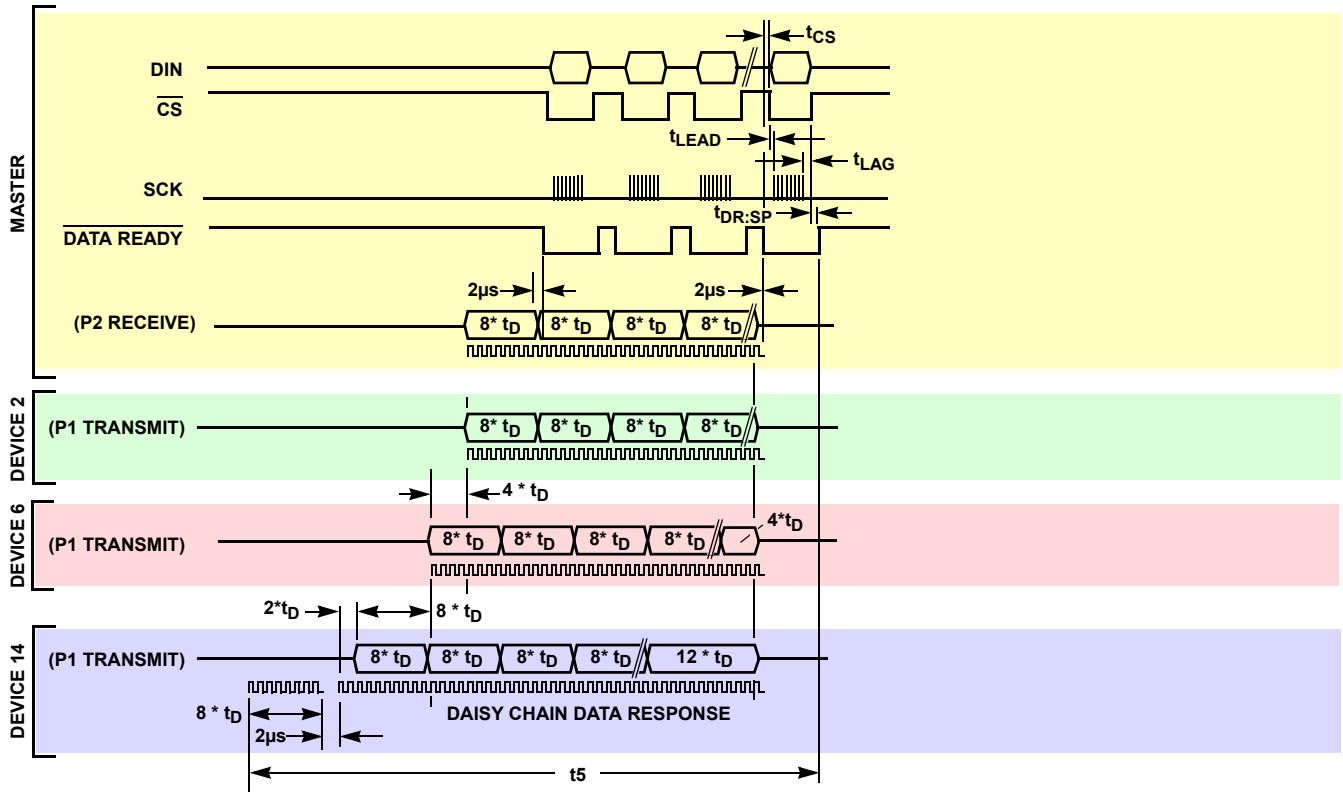 MASTER
DIN
tCS
CS
tLEAD
tLAG
SCK
tDR:SP
DATA READY
2µs
2µs
(P2 RECEIVE)
8* tD
8* tD
8* tD
8* tD
DEVICE 2
(P1 TRANSMIT)
8* tD
8* tD
8* tD
8* tD
4 * tD
DEVICE 6
(P1 TRANSMIT)
8* tD
8* tD
8* tD
8* tD
4*tD
2*tD
8 * tD
DEVICE 14
(P1 TRANSMIT)
8* tD
8* tD
8* tD
8* tD
12 * tD
8 * tD
DAISY CHAIN DATA RESPONSE
2µs
t5